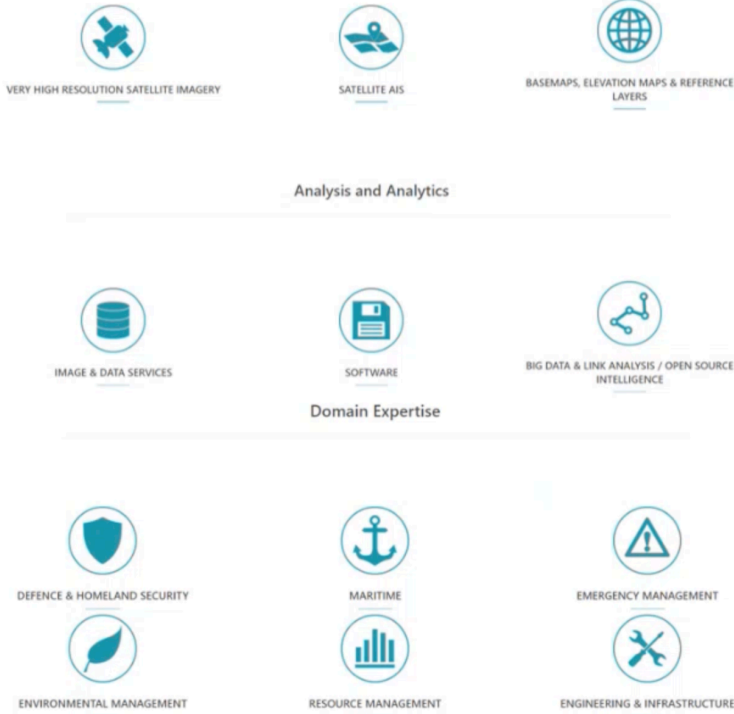 VERY HIGH RESOLUTION SATELLITE IMAGERY
SATELLITE AIS
BASEMAPS, ELEVATION MAPS & REFERENCE
LAYERS
Analysis and Analytics
IMAGE & DATA SERVICES
SOFTWARE
BIG DATA & LINK ANALYSIS / OPEN SOURCE
INTELLIGENCE
Domain Expertise
DEFENCE & HOMELAND SECURITY
MARITIME
EMERGENCY MANAGEMENT
ENVIRONMENTAL MANAGEMENT
RESOURCE MANAGEMENT
ENGINEERING & INFRASTRUCTURE